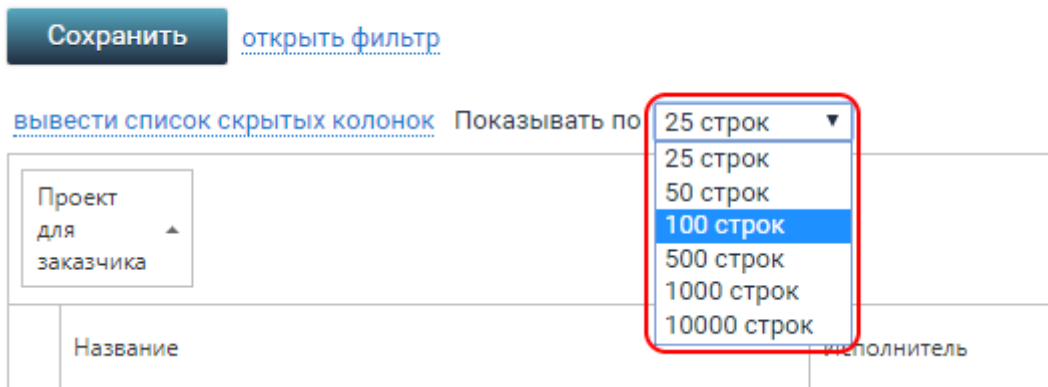 Сохранить открыть фильтр
вывести список скрытых колонок Показывать по 25 строк
25 строк
50 строк
100 строк
500 строк
1000 строк
10000 строк
Проект
для
заказчика
Название Исполнитель